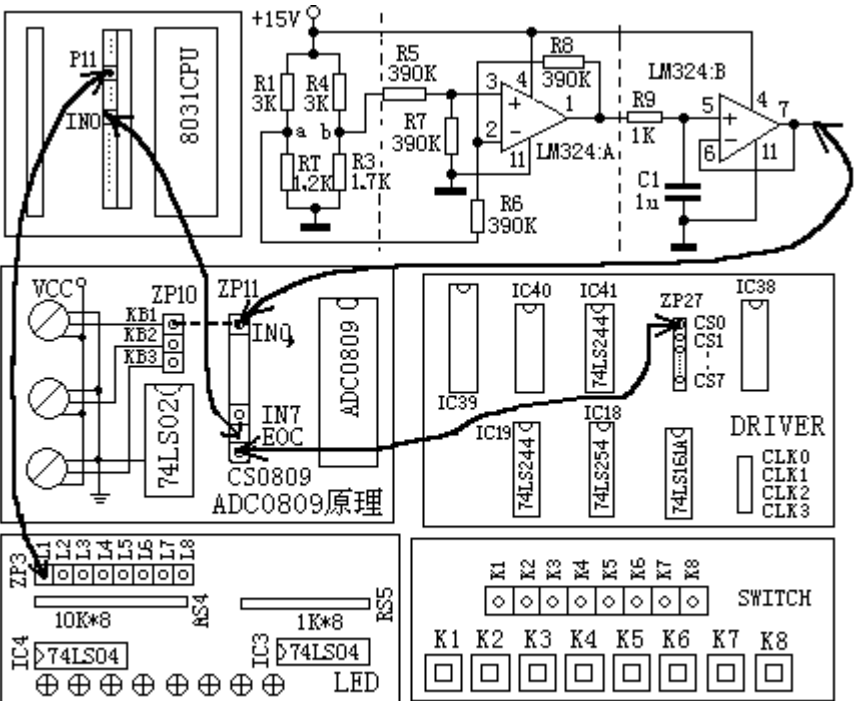 P11
IN0
8031CPU
+15V
R1
3K
R4
3K
a
b
RT
1.2K
R3
1.7K
R5
390K
R7
390K
R6
390K
R8
390K
3
2
4
1
11
LM324:A
R9
1K
C1
1u
LM324:B
5
6
4
7
11
VCC
ZP10
KB1
KB2
KB3
74LS02
ZP11
IN0
IN7
EOC
CS0809
ADC0809
ADC0809原理
IC39
IC40
IC41
74LS244
ZP27
CS0
CS1
CS7
IC38
IC19
74LS244
IC18
74LS254
74LS161A
DRIVER
CLK0
CLK1
CLK2
CLK3
ZP3
L1
L2
L3
L4
L5
L6
L7
L8
10K*8
RS4
1K*8
RS5
IC4
74LS04
IC3
74LS04
LED
K1
K2
K3
K4
K5
K6
K7
K8
SWITCH
K1 K2 K3 K4 K5 K6 K7 K8